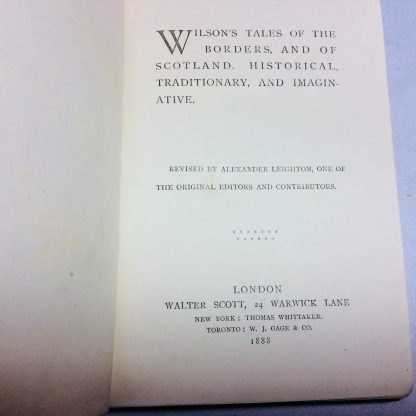 WILSON'S TALES OF THE
BORDERS, AND OF
SCOTLAND. HISTORICAL,
TRADITIONARY, AND IMAGIN-
ATIVE.
REVISED BY ALEXANDER LEIGHTON, ONE OF
THE ORIGINAL EDITORS AND CONTRIBUTORS.
LONDON
WALTER SCOTT, 24 WARWICK LANE
NEW YORK: THOMAS WHITTAKER.
TORONTO: W. J. GAGE & CO.
1888